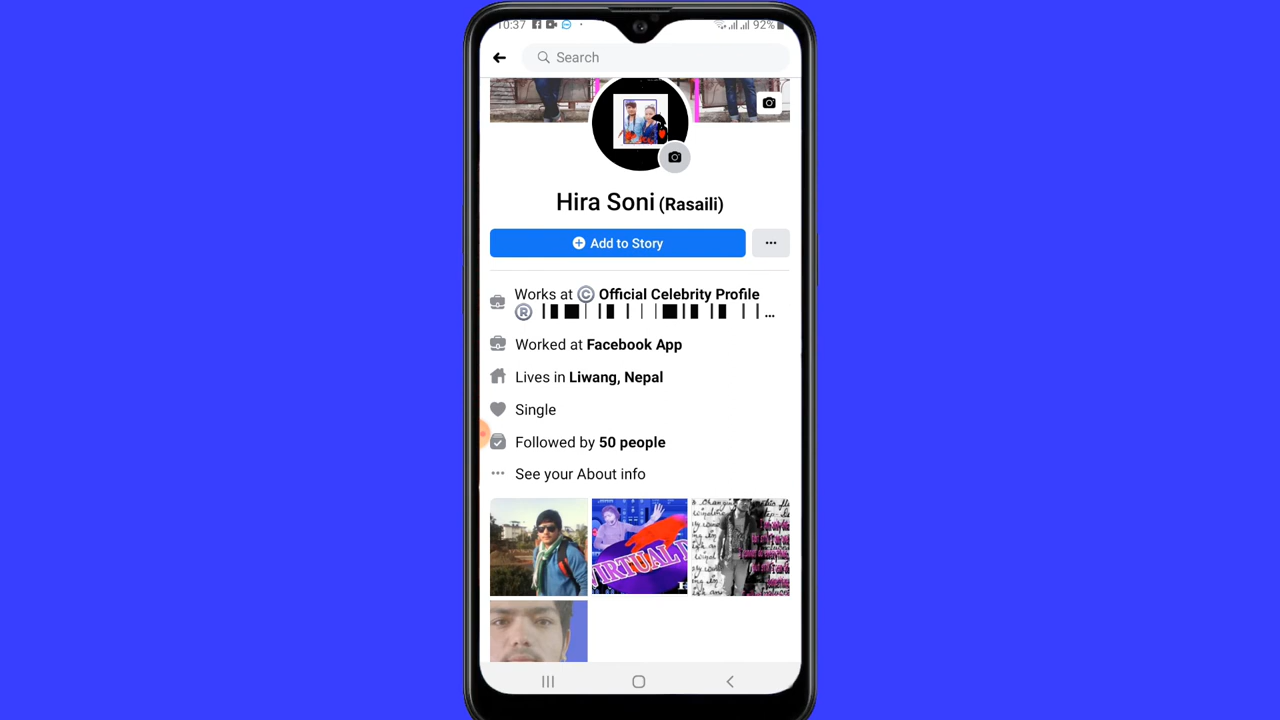 10:37
92%
Search
Hira Soni (Rasaili)
Add to Story
Works at © Official Celebrity Profile
® ...
Worked at Facebook App
Lives in Liwang, Nepal
Single
Followed by 50 people
See your About info
VIRTUAL